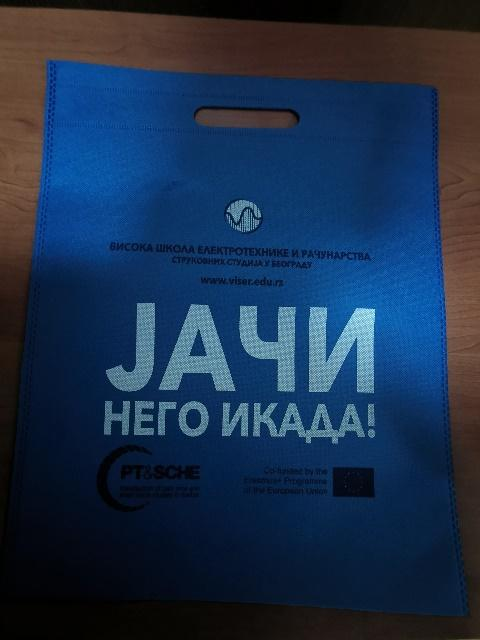 ВИСОКА ШКОЛА ЕЛЕКТРОТЕХНИКЕ И РАЧУНАРСТВА
СТРУКОВНИХ СТУДИЈА У БЕОГРАДУ
www.viser.edu.rs
ЈАЧИ
НЕГО ИКАДА!
PT&SCHE
Co-funded by the
Erasmus+ Programme
of the European Union